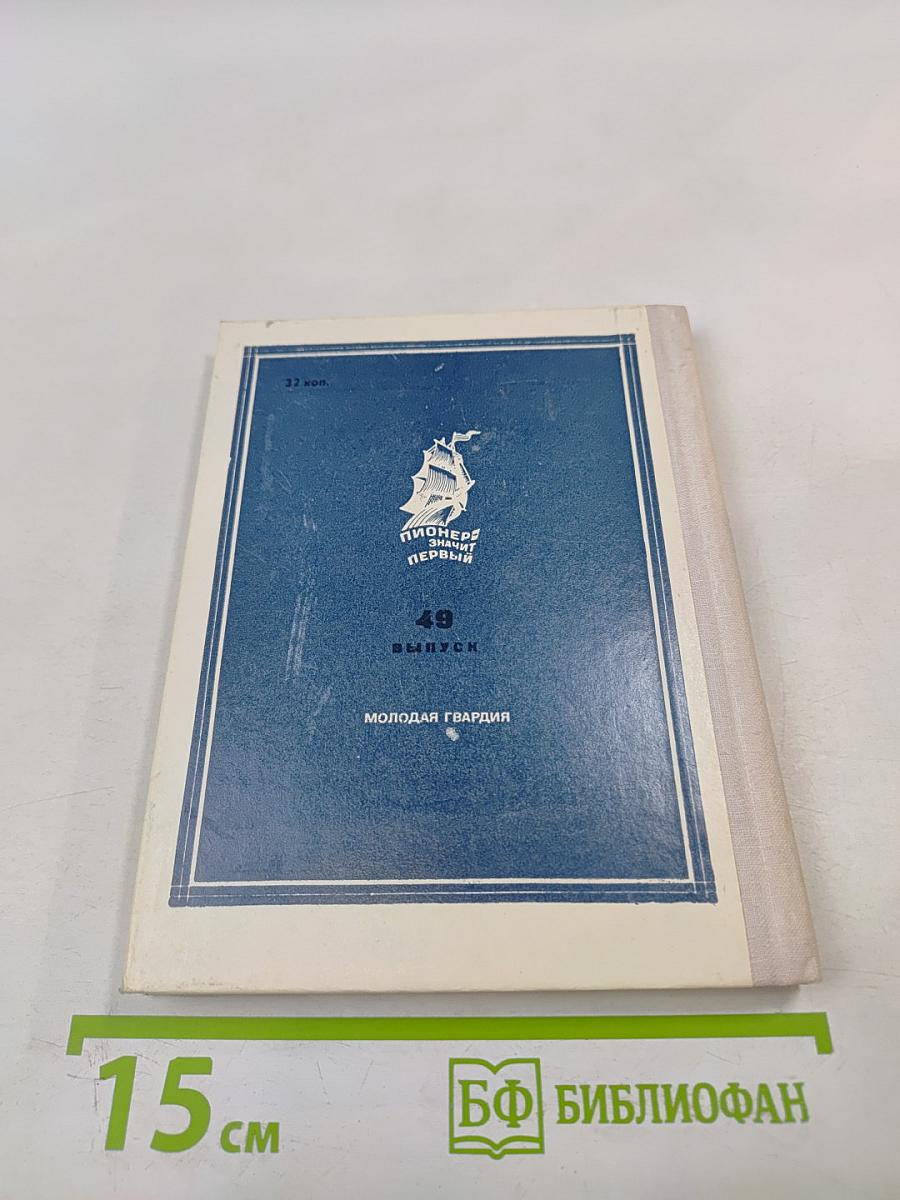 32 коп.
ПИОНЕР —
ЗНАЧИТ
ПЕРВЫЙ
49
ВЫПУСК
МОЛОДАЯ ГВАРДИЯ
15 см
БФ БИБЛИОФАН